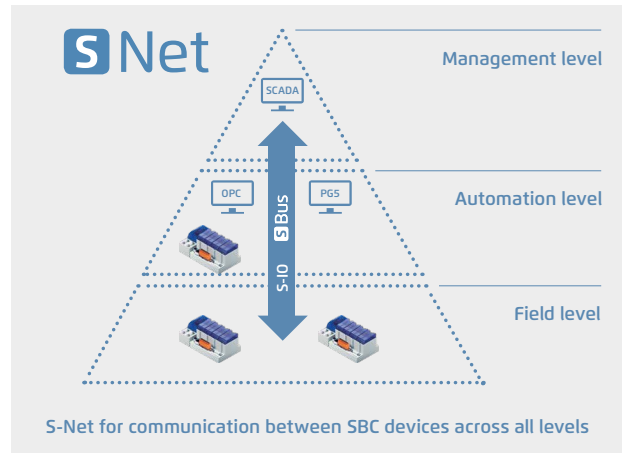 S Net
Management level
SCADA
Automation level
OPC
PG5
S-IO S Bus
Field level
S-Net for communication between SBC devices across all levels